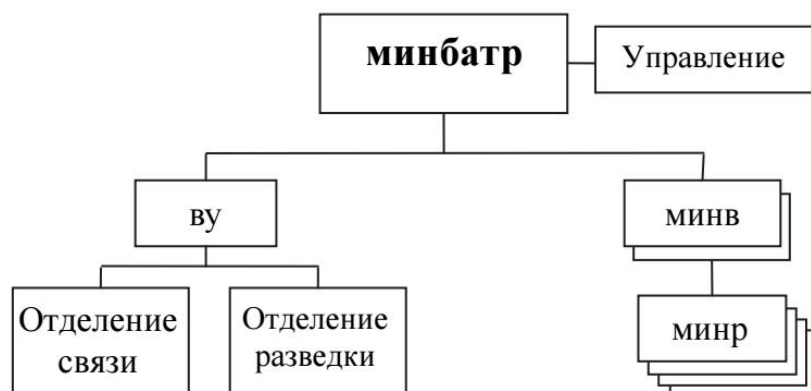 минбатр
Управление
ву
минв
Отделение
связи
Отделение
разведки
минр